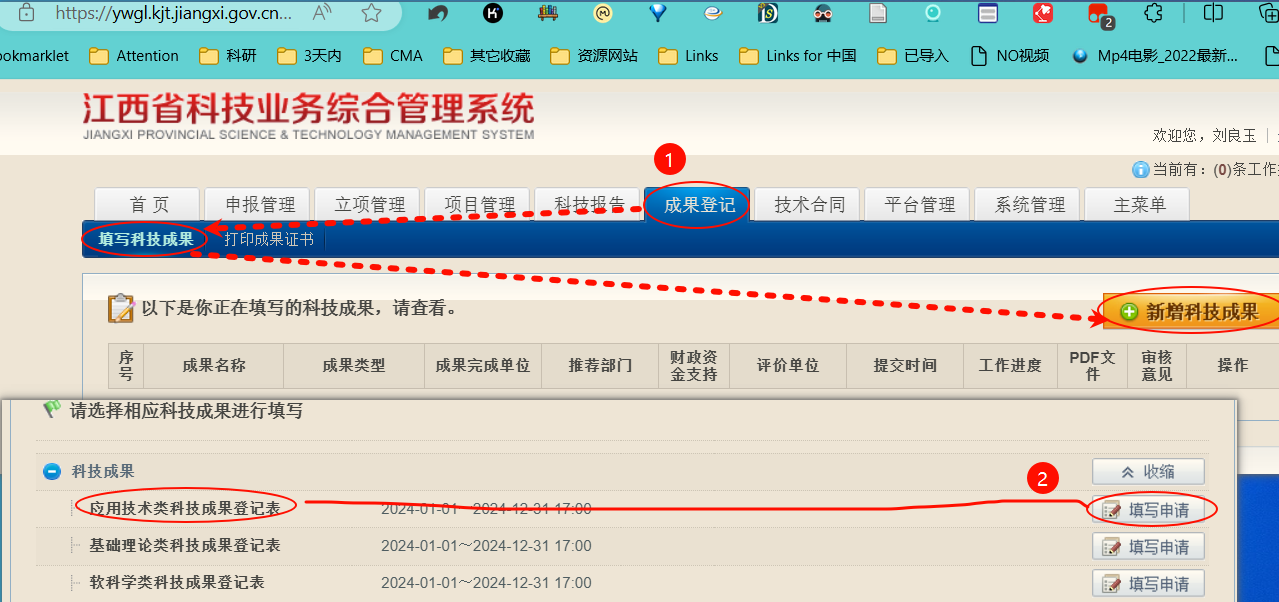 https://ywgl.kjt.jiangxi.gov.cn...
2
ookmarklet Attention 科研 3天内 CMA 其它收藏 资源网站 Links Links for 中国 已导入 NO视频 Mp4电影_2022最新...
江西省科技业务综合管理系统
JIANGXI PROVINCIAL SCIENCE & TECHNOLOGY MANAGEMENT SYSTEM
欢迎您，刘良玉
1
当前有：(0)条工作
首 页 申报管理 立项管理 项目管理 科技报告 成果登记 技术合同 平台管理 系统管理 主菜单
填写科技成果 打印成果证书
以下是你正在填写的科技成果，请查看。
新增科技成果
序号 成果名称 成果类型 成果完成单位 推荐部门 财政资金支持 评价单位 提交时间 工作进度 PDF文件 审核意见 操作
请选择相应科技成果进行填写
科技成果 收缩
2
应用技术类科技成果登记表 2024-01-01～2024-12-31 17:00 填写申请
基础理论类科技成果登记表 2024-01-01～2024-12-31 17:00 填写申请
软科学类科技成果登记表 2024-01-01～2024-12-31 17:00 填写申请